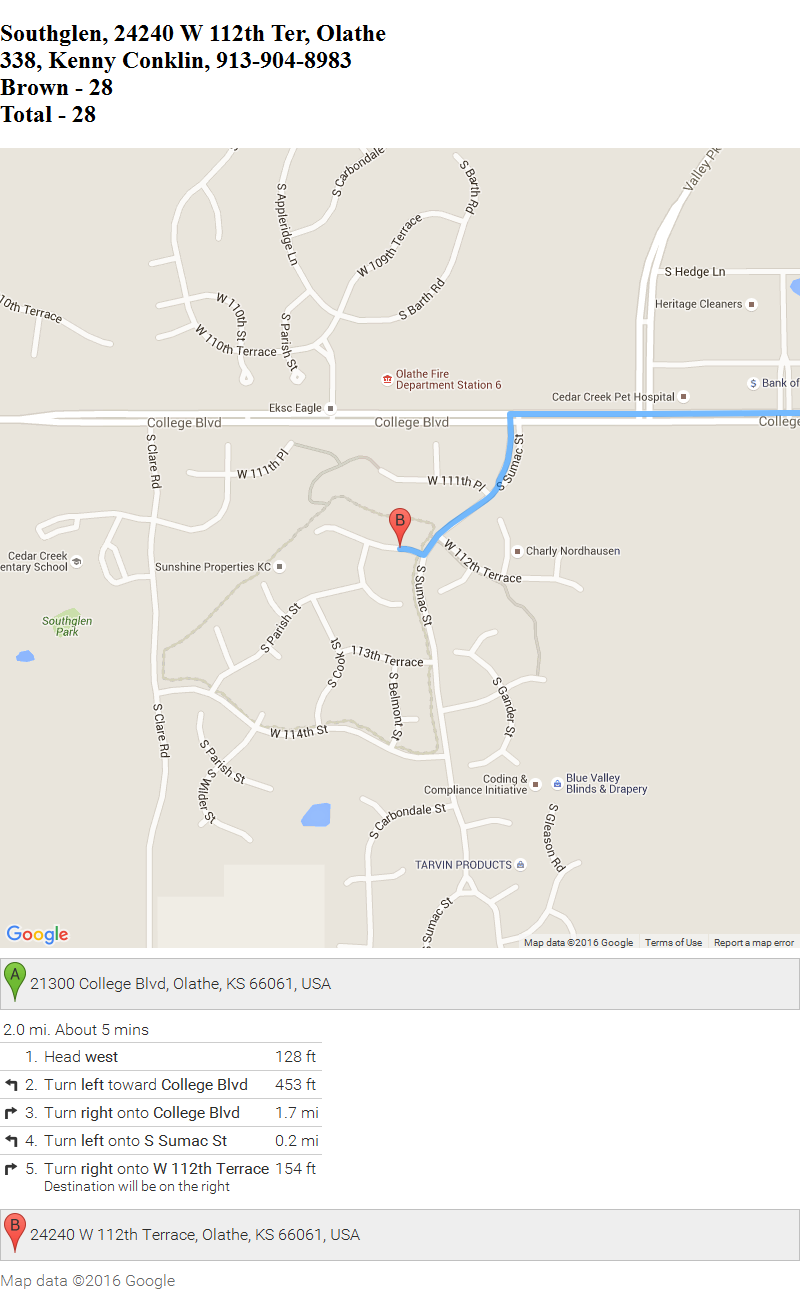 Southglen, 24240 W 112th Ter, Olathe
338, Kenny Conklin, 913-904-8983
Brown - 28
Total - 28
S Carbondale
S Barth Rd
Valley Pk
S Appleridge Ln
W 109th Terrace
S Hedge Ln
10th Terrace
W 110th St
S Barth Rd
Heritage Cleaners
S Parish St
W 110th Terrace
Olathe Fire
Department Station 6
$ Bank of
Cedar Creek Pet Hospital
Eksc Eagle
College Blvd
College Blvd
College
S Clare Rd
S Sumac St
W 111th Pl
W 111th Pl
B
W 112th Terrace
Charly Nordhausen
Cedar Creek
entary School
Sunshine Properties KC
S Sumac St
Southglen
Park
S Parish St
S Cook St
113th Terrace
S Belmont St
S Gander St
S Clare Rd
W 114th St
S Parish St
S Wilder St
Coding &
Compliance Initiative
Blue Valley
Blinds & Drapery
S Carbondale St
S Gleason Rd
TARVIN PRODUCTS
S Sumac St
Google
Map data ©2016 Google Terms of Use Report a map error
A 21300 College Blvd, Olathe, KS 66061, USA
2.0 mi. About 5 mins
1. Head west 128 ft
2. Turn left toward College Blvd 453 ft
3. Turn right onto College Blvd 1.7 mi
4. Turn left onto S Sumac St 0.2 mi
5. Turn right onto W 112th Terrace 154 ft
Destination will be on the right
B 24240 W 112th Terrace, Olathe, KS 66061, USA
Map data ©2016 Google